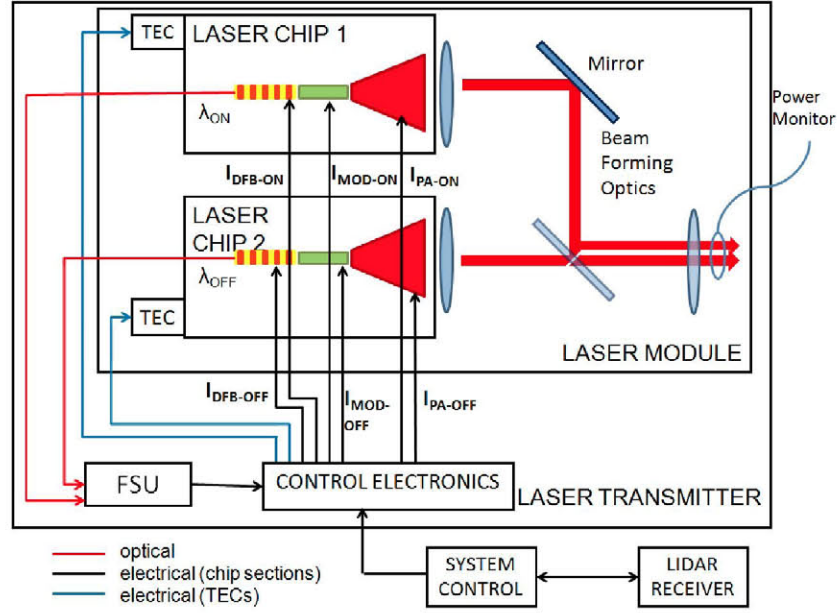 TEC
LASER CHIP 1
λON
Mirror
Beam
Forming
Optics
Power
Monitor
IDFB-ON
IMOD-ON
IPA-ON
LASER
CHIP 2
λOFF
TEC
LASER MODULE
IDFB-OFF
IMOD-
OFF
IPA-OFF
FSU
CONTROL ELECTRONICS
LASER TRANSMITTER
optical
electrical (chip sections)
electrical (TECs)
SYSTEM
CONTROL
LIDAR
RECEIVER